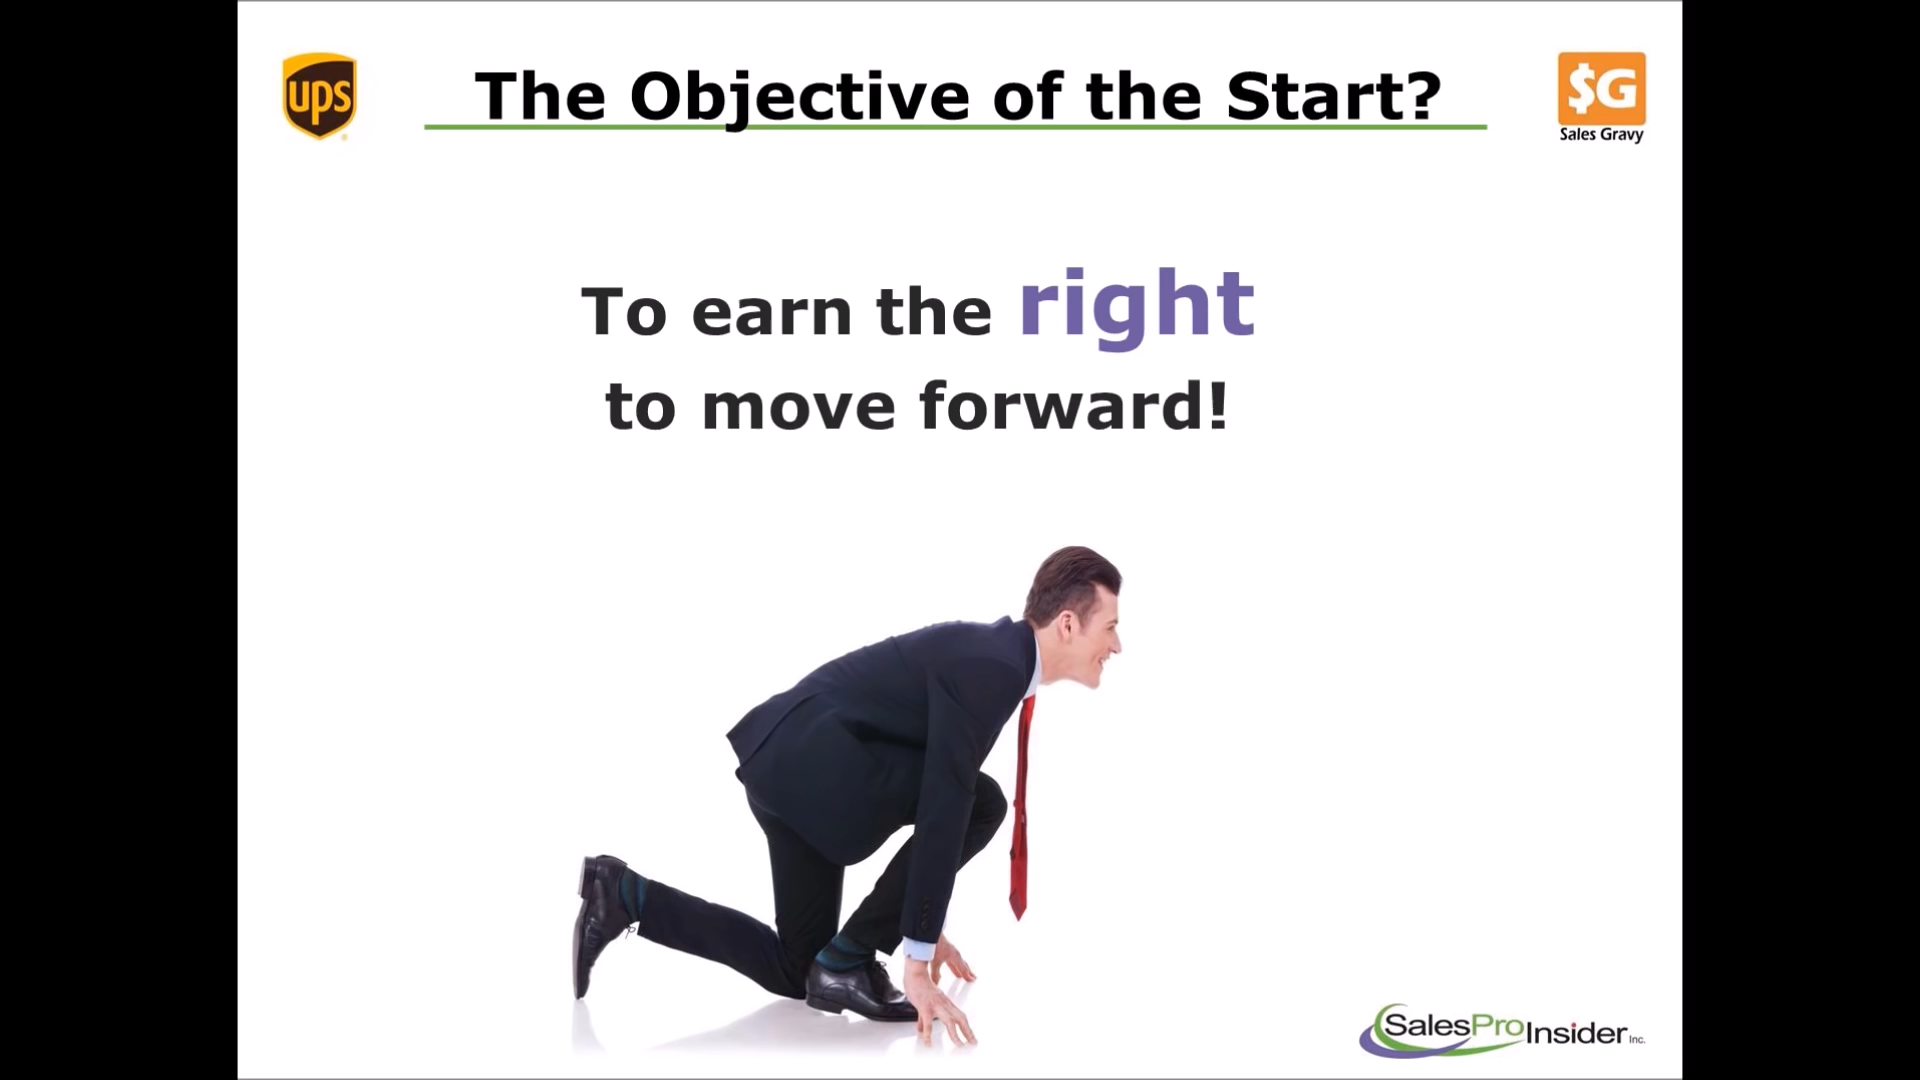 ups
The Objective of the Start?
$G
Sales Gravy
To earn the right
to move forward!
SalesProInsider Inc.